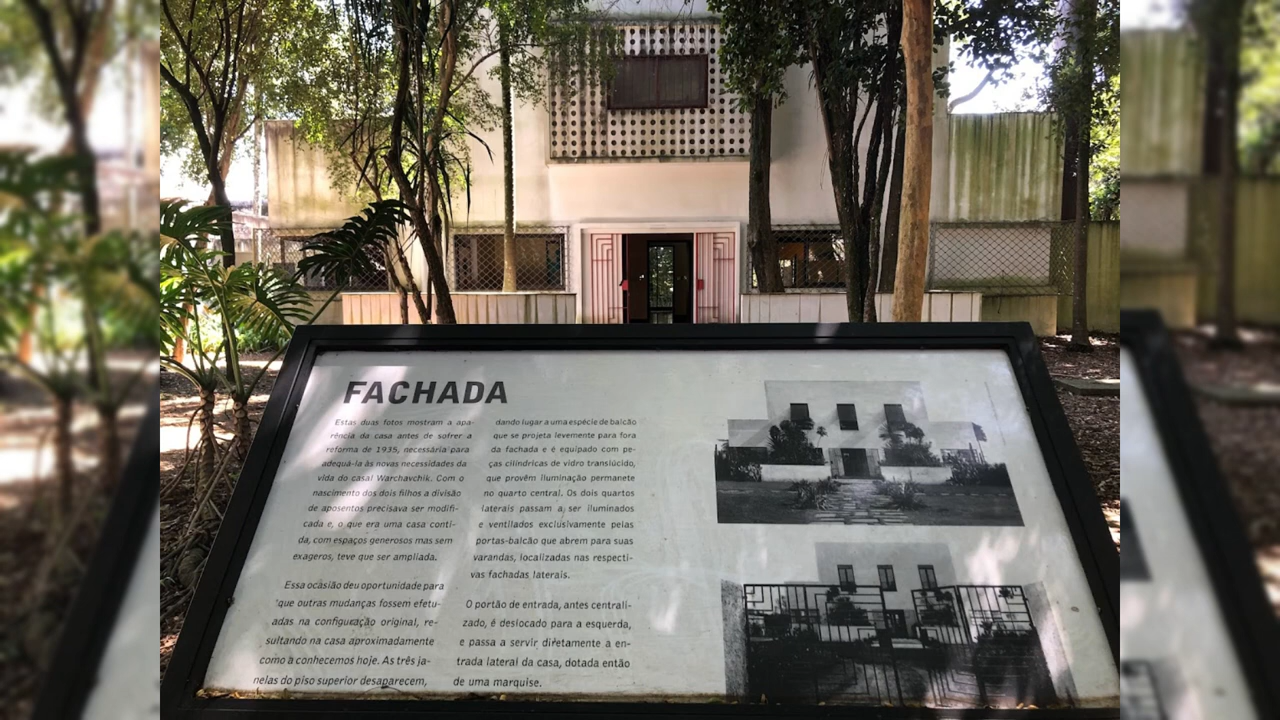 FACHADA
Estas duas fotos mostram a apa-
rência da casa antes de sofrer a
reforma de 1935, necessária para
adequá-la às novas necessidades da
vida do casal Warchavchik. Com o
nascimento dos dois filhos a divisão
de aposentos precisava ser modifi-
cada e, o que era uma casa conti-
da, com espaços generosos mas sem
exageros, teve que ser ampliada.
Essa ocasião deu oportunidade para
que outras mudanças fossem efetu-
adas na configuração original, re-
sultando na casa aproximadamente
como a conhecemos hoje. As três ja-
nelas do piso superior desaparecem,
dando lugar a uma espécie de balcão
que se projeta levemente para fora
da fachada e é equipado com pe-
ças cilíndricas de vidro translúcido,
que provêm iluminação permanete
no quarto central. Os dois quartos
laterais passam a ser iluminados
e ventilados exclusivamente pelas
portas-balcão que abrem para suas
varandas, localizadas nas respecti-
vas fachadas laterais.
O portão de entrada, antes centrali-
zado, é deslocado para a esquerda,
e passa a servir diretamente a en-
trada lateral da casa, dotada então
de uma marquise.